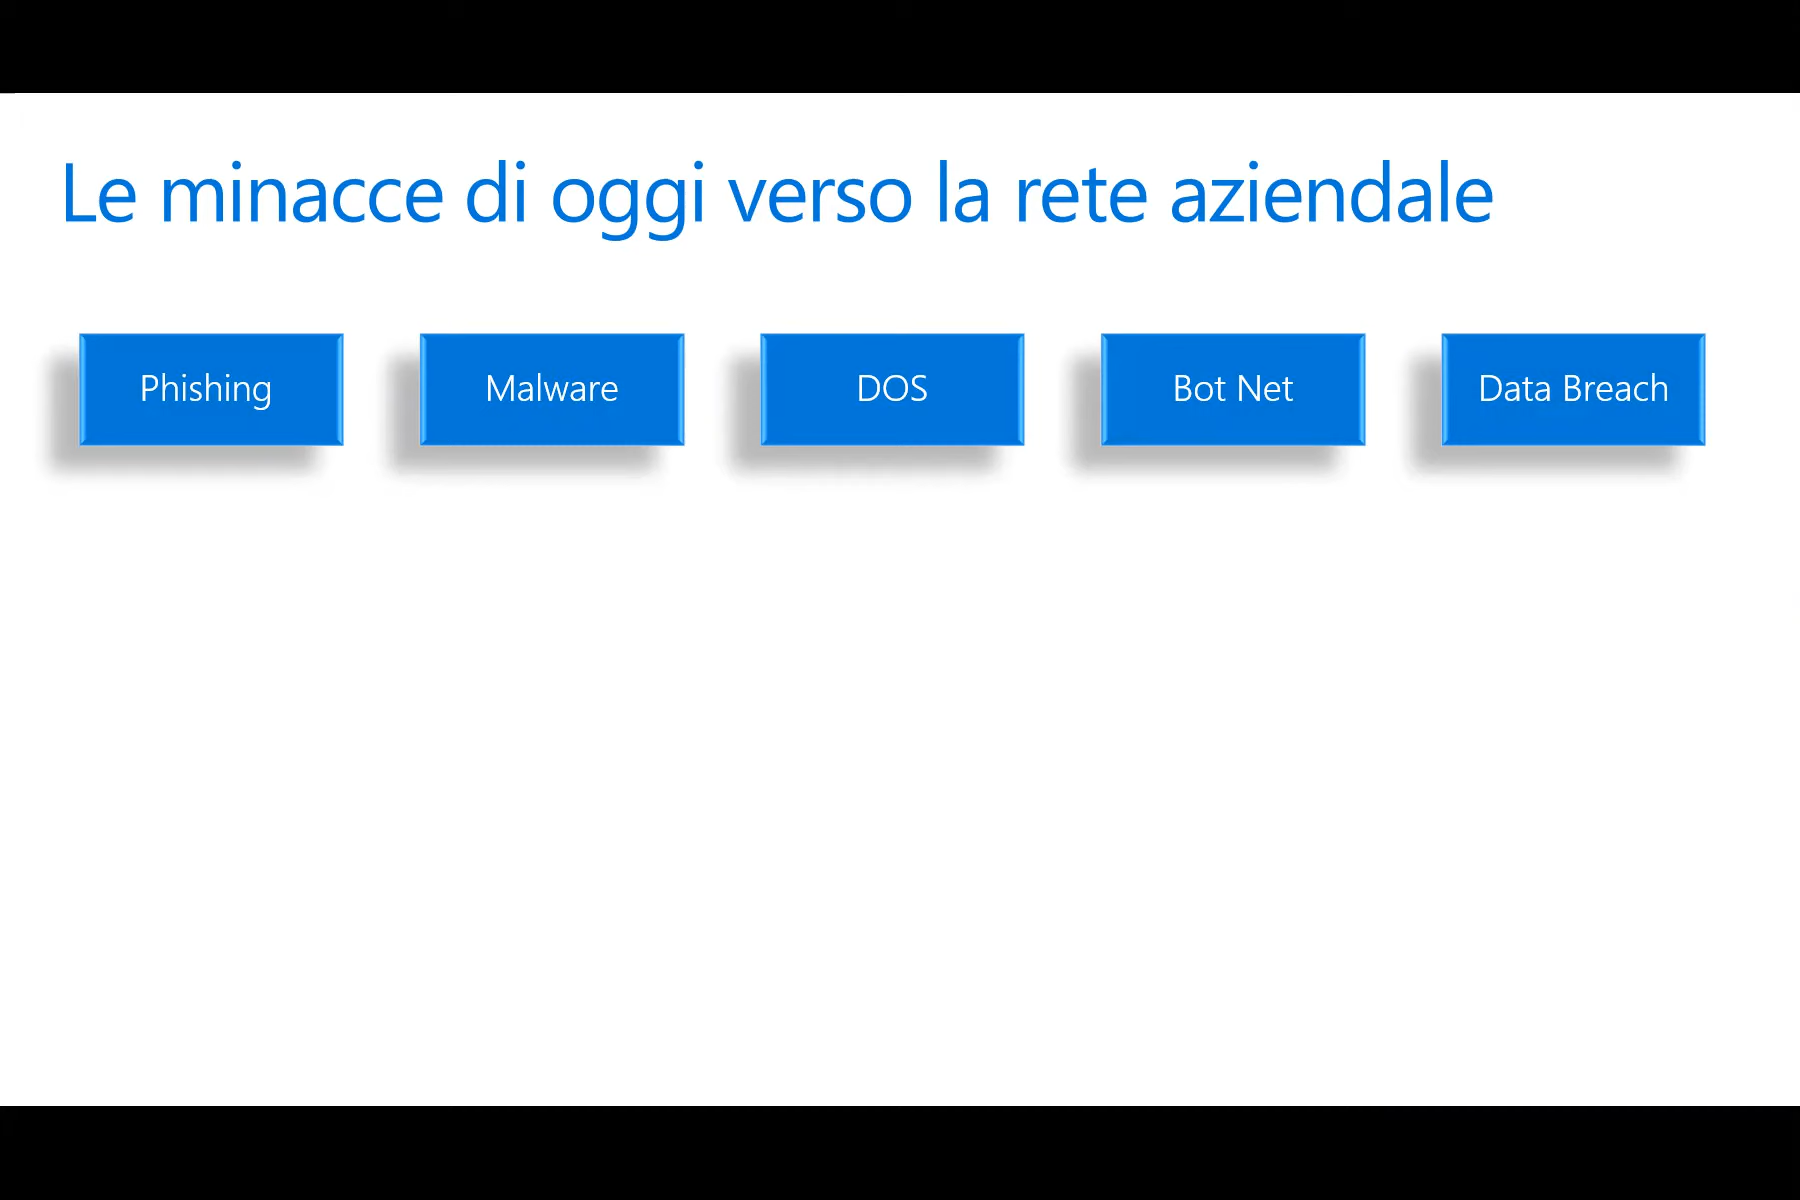 Le minacce di oggi verso la rete aziendale
Phishing
Malware
DOS
Bot Net
Data Breach